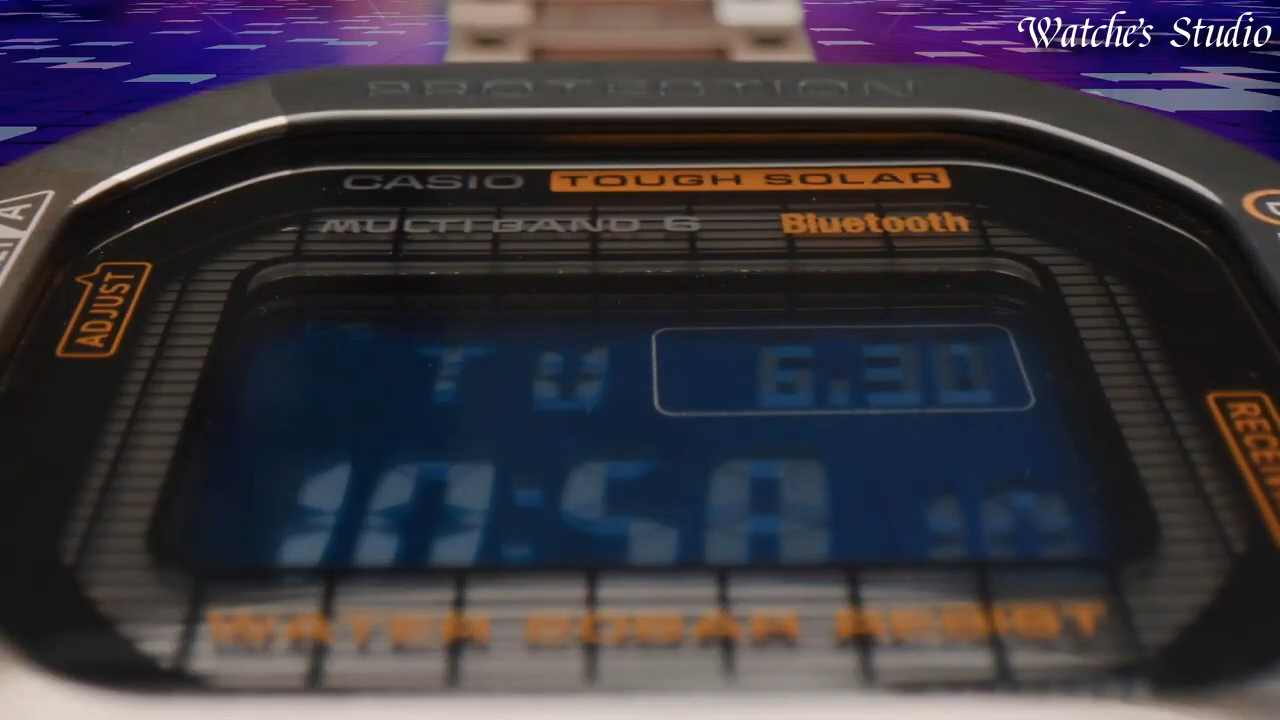 Watche's Studio
PROTECTION
CASIO TOUGH SOLAR
MULTI BAND 6 Bluetooth
ADJUST
TU 6.30
10:58
WATER 20BAR RESIST